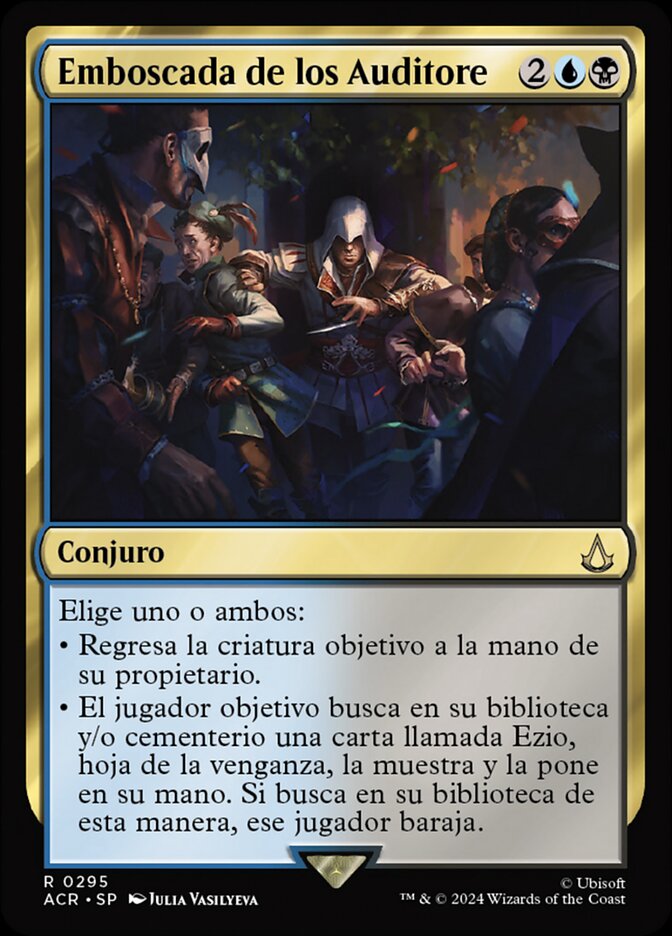 Emboscada de los Auditore 2
Conjuro
Elige uno o ambos:
• Regresa la criatura objetivo a la mano de
su propietario.
• El jugador objetivo busca en su biblioteca
y/o cementerio una carta llamada Ezio,
hoja de la venganza, la muestra y la pone
en su mano. Si busca en su biblioteca de
esta manera, ese jugador baraja.
R 0295
ACR • SP Julia Vasilyeva
© Ubisoft
™ & © 2024 Wizards of the Coast